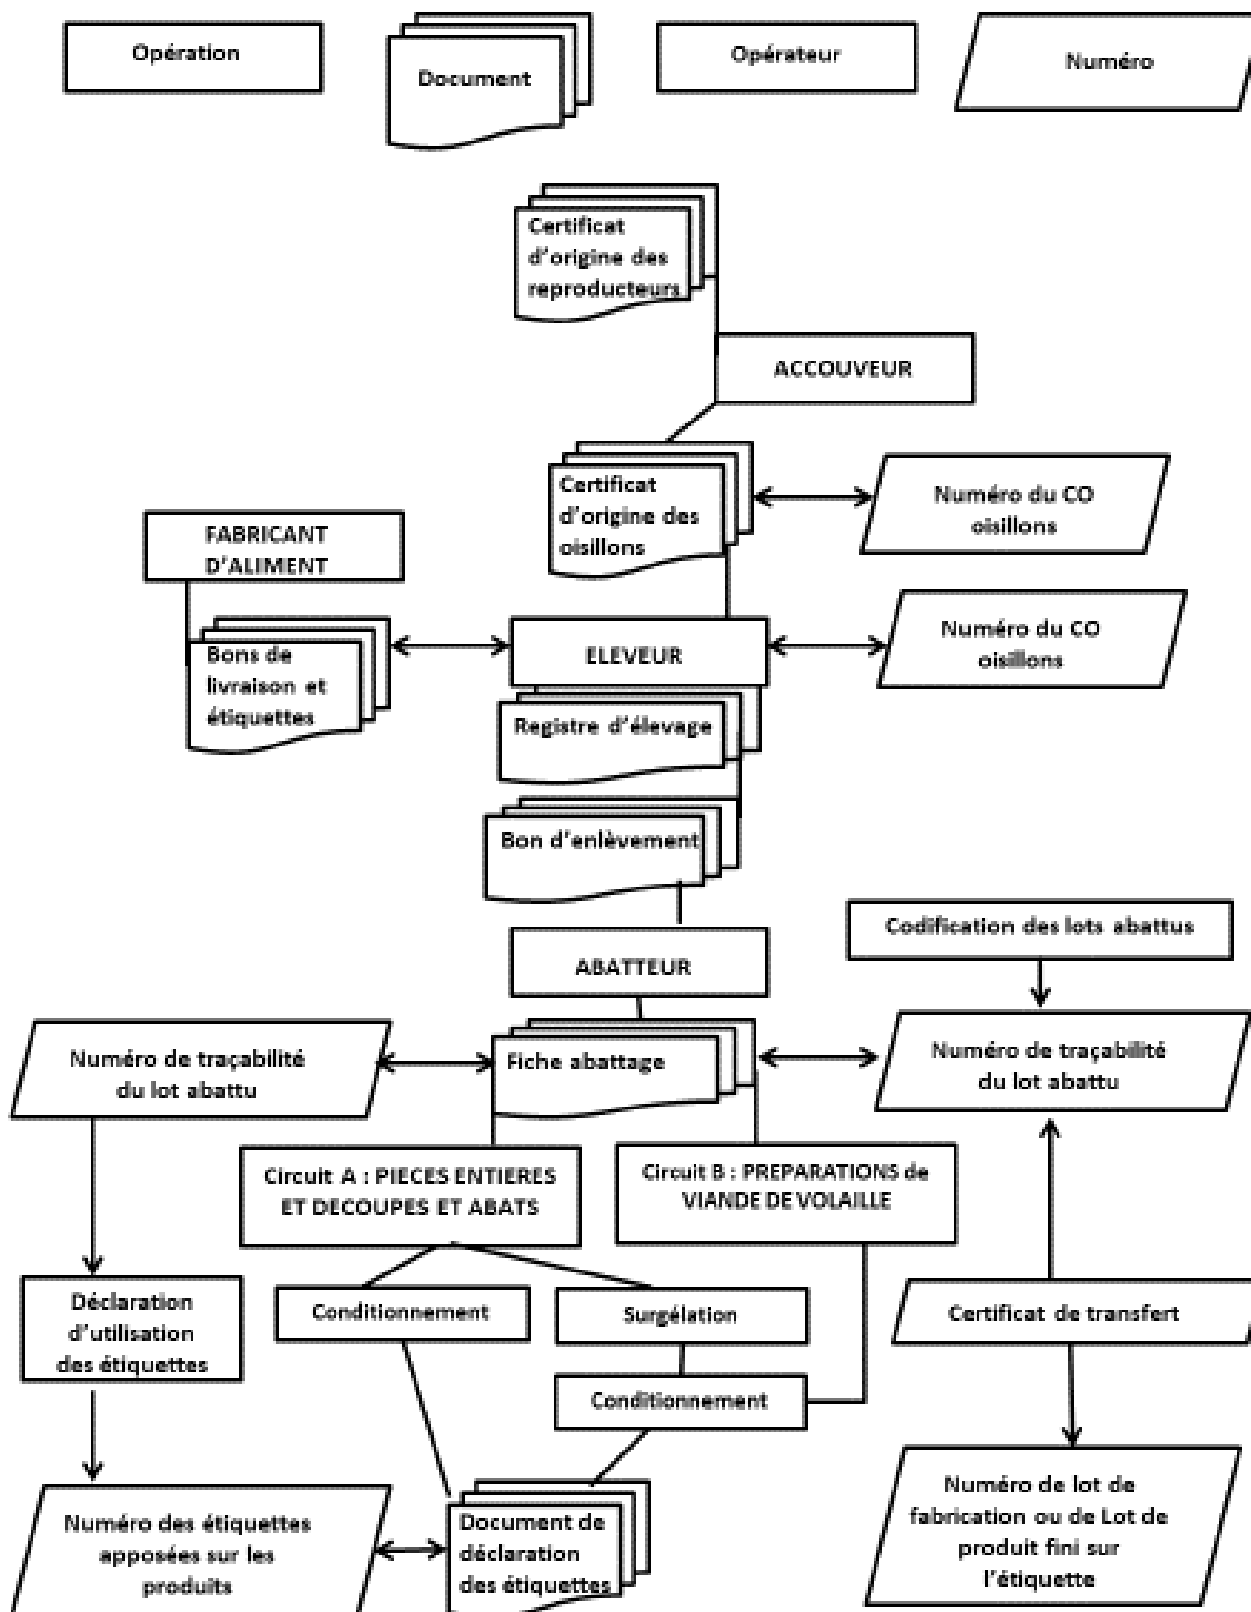 Opération
Document
Opérateur
Numéro
Certificat
d'origine des
reproducteurs
ACCOUVEUR
Certificat
d'origine des
oisillons
Numéro du CO
oisillons
FABRICANT
D'ALIMENT
Bons de
livraison et
étiquettes
ELEVEUR
Numéro du CO
oisillons
Registre d'élevage
Bon d'enlèvement
Codification des lots abattus
ABATTEUR
Numéro de traçabilité
du lot abattu
Fiche abattage
Numéro de traçabilité
du lot abattu
Circuit A : PIECES ENTIERES
ET DECOUPES ET ABATS
Circuit B : PREPARATIONS de
VIANDE DE VOLAILLE
Déclaration
d'utilisation
des étiquettes
Conditionnement
Surgélation
Certificat de transfert
Conditionnement
Numéro des étiquettes
apposées sur les
produits
Document de
déclaration
des étiquettes
Numéro de lot de
fabrication ou de Lot de
produit fini sur
l'étiquette